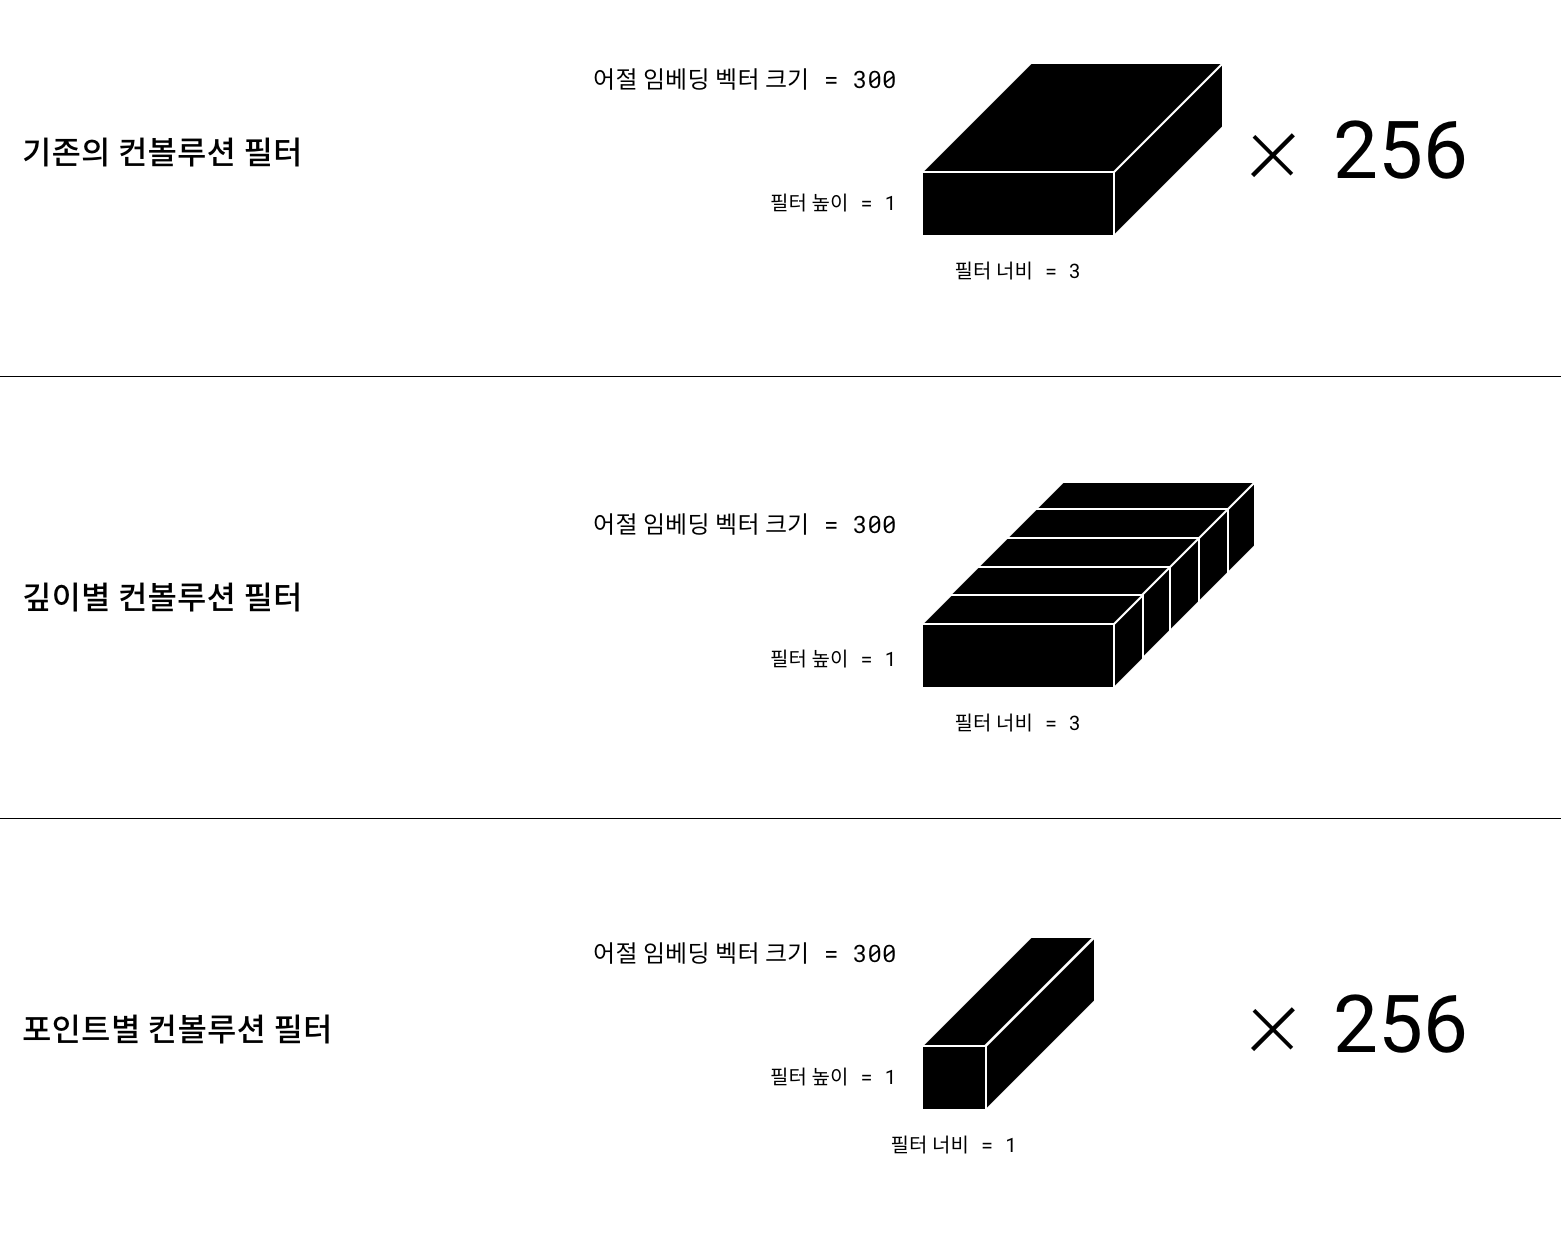 어절 임베딩 벡터 크기 = 300
기존의 컨볼루션 필터
× 256
필터 높이 = 1
필터 너비 = 3
어절 임베딩 벡터 크기 = 300
깊이별 컨볼루션 필터
필터 높이 = 1
필터 너비 = 3
어절 임베딩 벡터 크기 = 300
포인트별 컨볼루션 필터
× 256
필터 높이 = 1
필터 너비 = 1